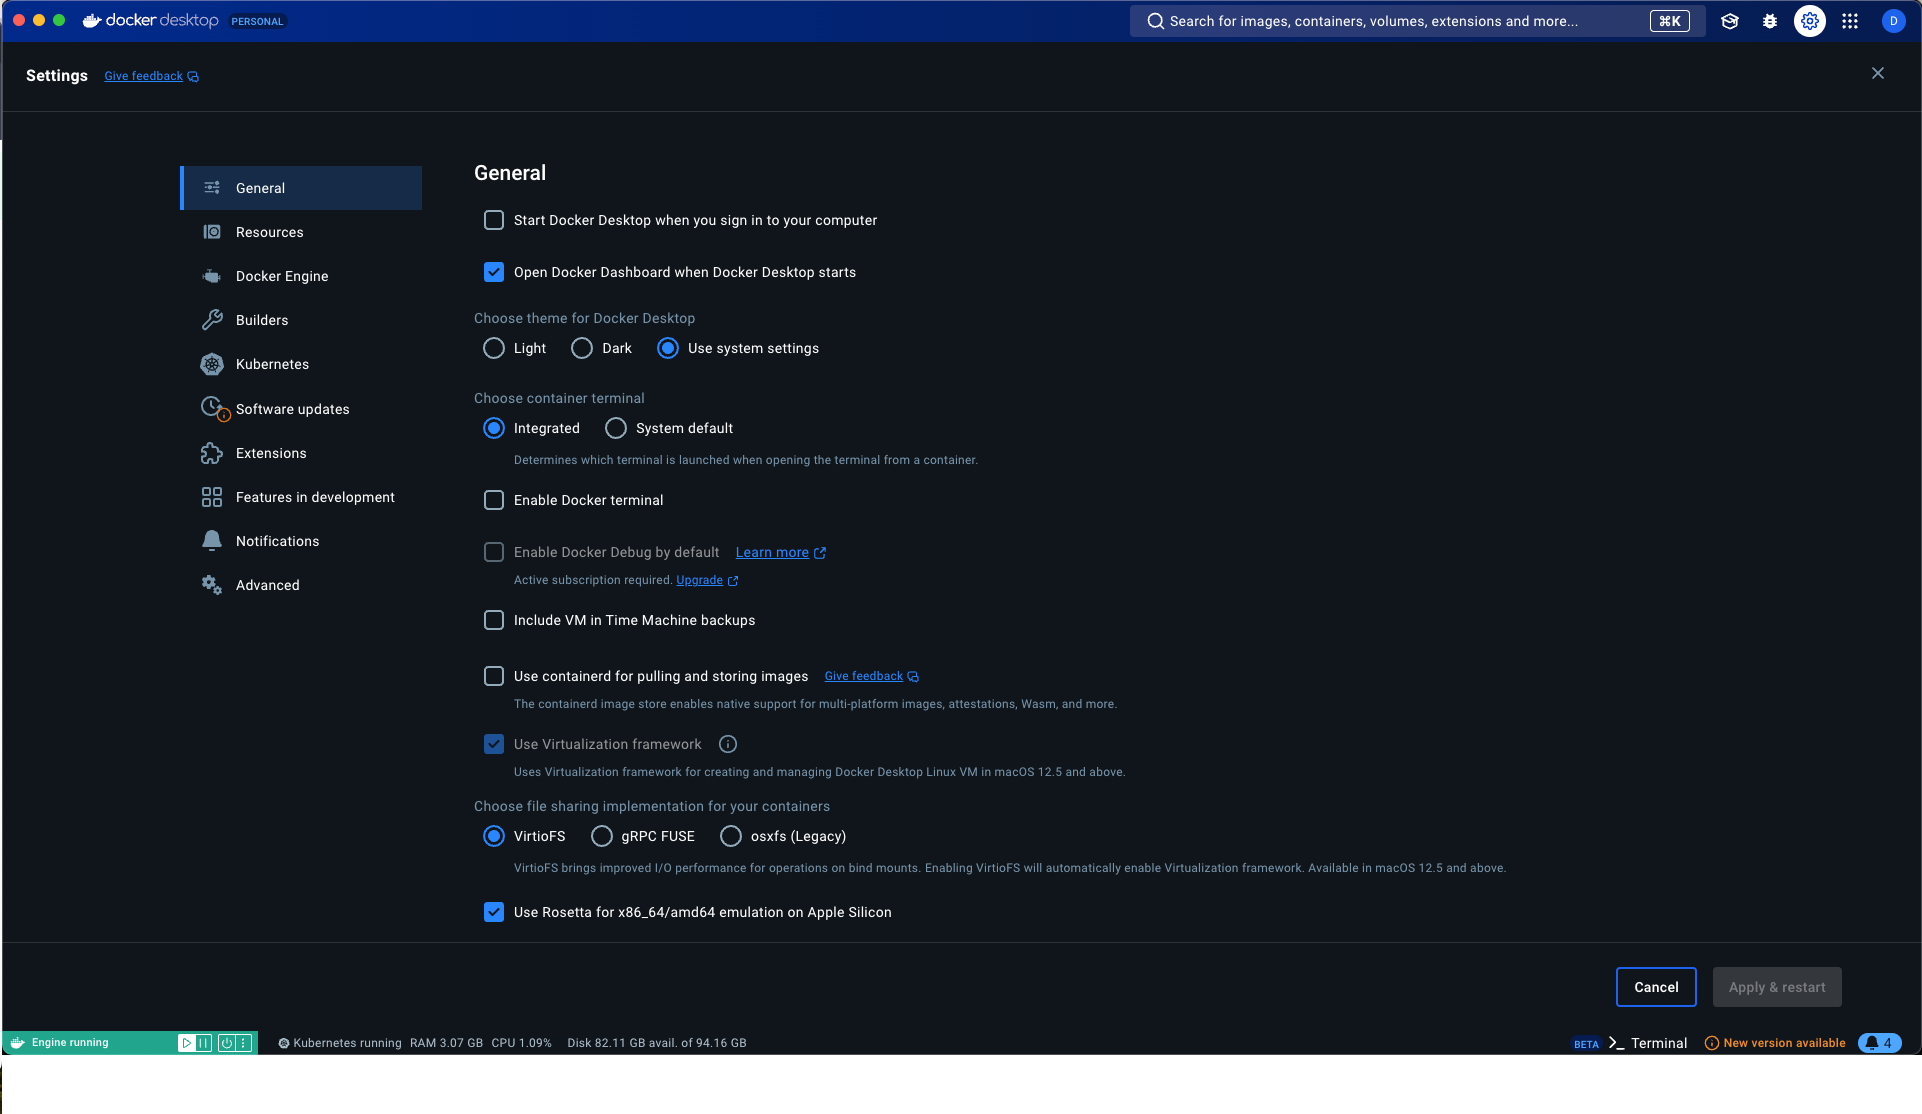 docker desktop PERSONAL
Search for images, containers, volumes, extensions and more...
⌘K
D
Settings Give feedback
General
Resources
Docker Engine
Builders
Kubernetes
Software updates
Extensions
Features in development
Notifications
Advanced
General
Start Docker Desktop when you sign in to your computer
Open Docker Dashboard when Docker Desktop starts
Choose theme for Docker Desktop
Light Dark Use system settings
Choose container terminal
Integrated System default
Determines which terminal is launched when opening the terminal from a container.
Enable Docker terminal
Enable Docker Debug by default Learn more
Active subscription required. Upgrade
Include VM in Time Machine backups
Use containerd for pulling and storing images Give feedback
The containerd image store enables native support for multi-platform images, attestations, Wasm, and more.
Use Virtualization framework
Uses Virtualization framework for creating and managing Docker Desktop Linux VM in macOS 12.5 and above.
Choose file sharing implementation for your containers
VirtioFS gRPC FUSE osxfs (Legacy)
VirtioFS brings improved I/O performance for operations on bind mounts. Enabling VirtioFS will automatically enable Virtualization framework. Available in macOS 12.5 and above.
Use Rosetta for x86_64/amd64 emulation on Apple Silicon
Cancel Apply & restart
Engine running Kubernetes running RAM 3.07 GB CPU 1.09% Disk 82.11 GB avail. of 94.16 GB BETA Terminal New version available 4